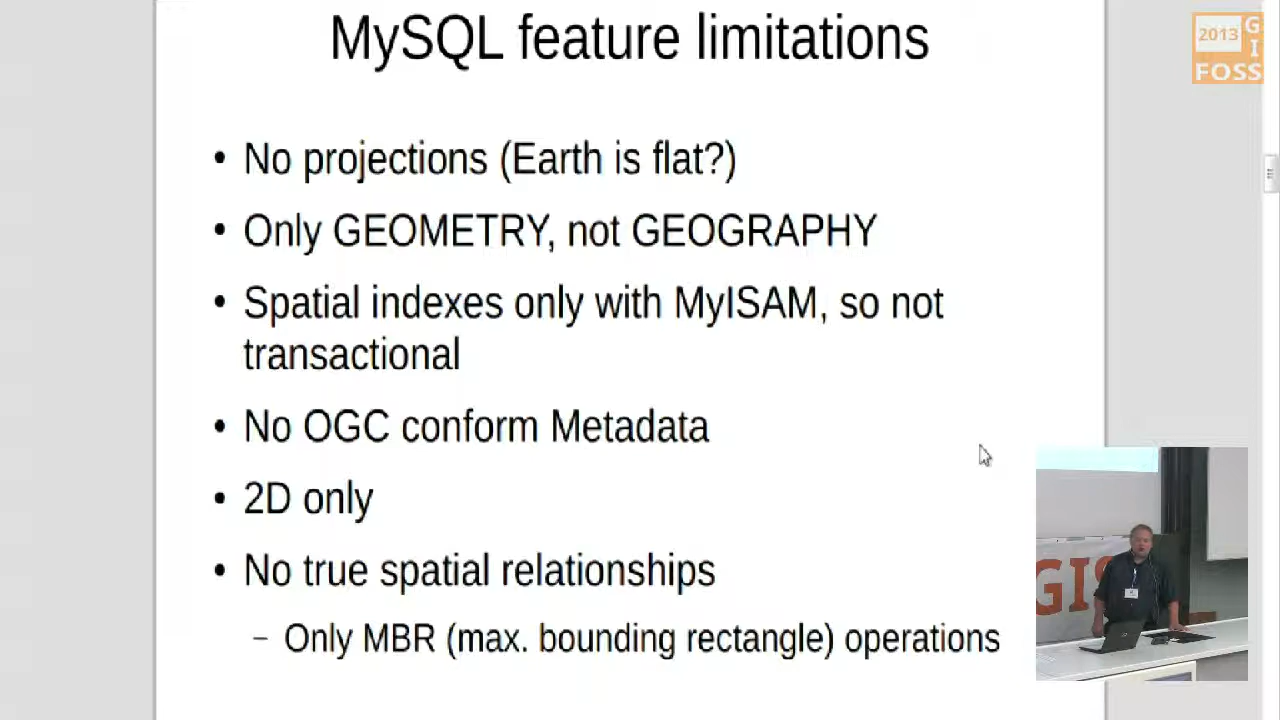 MySQL feature limitations
2013 G
I
FOSS
• No projections (Earth is flat?)
• Only GEOMETRY, not GEOGRAPHY
• Spatial indexes only with MyISAM, so not
transactional
• No OGC conform Metadata
• 2D only
• No true spatial relationships
– Only MBR (max. bounding rectangle) operations
GIS